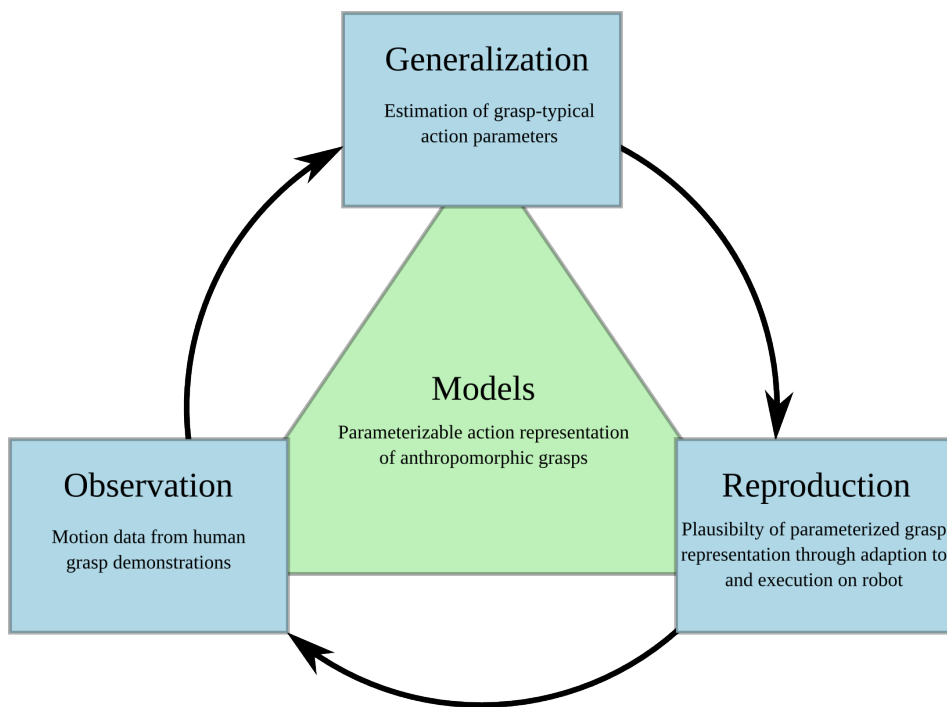 Generalization
Estimation of grasp-typical
action parameters
Models
Parameterizable action representation
of anthropomorphic grasps
Observation
Motion data from human
grasp demonstrations
Reproduction
Plausibilty of parameterized grasp
representation through adaption to
and execution on robot